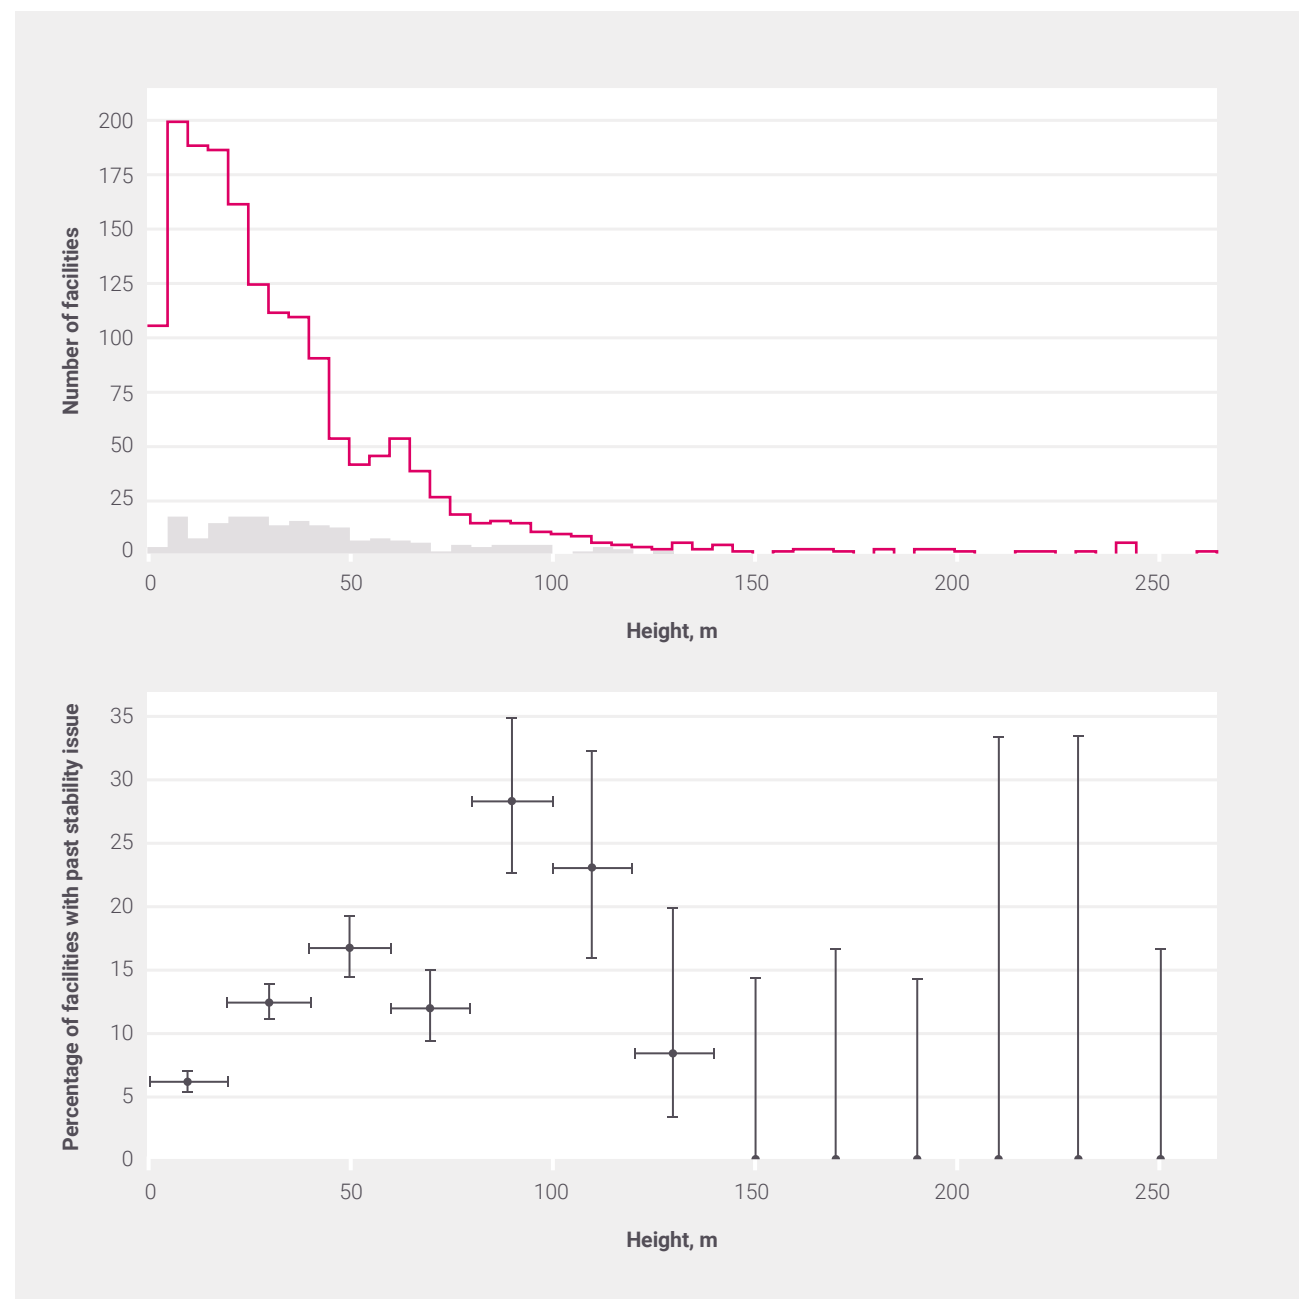 Number of facilities
200
175
150
125
100
75
50
25
0
0 50 100 150 200 250
Height, m
Percentage of facilities with past stability issue
35
30
25
20
15
10
5
0
0 50 100 150 200 250
Height, m